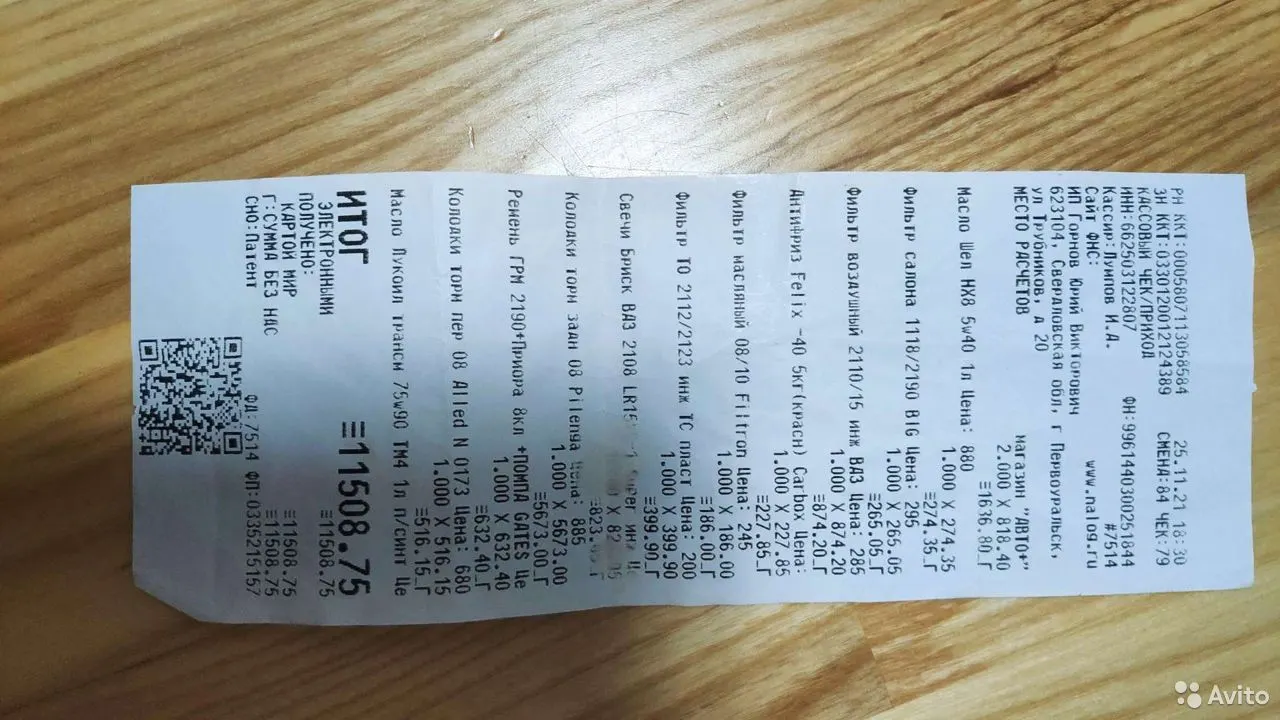 РН ККТ:0005807113058584 25.11.21 18:30
ЗН ККТ:0330120012124389 СМЕНА:84 ЧЕК:79
КАССОВЫЙ ЧЕК/ПРИХОД
ИНН:662503122807 ФН:9961440300251844
Кассир:Луипов И.А. #7514
Сайт ФНС: www.nalog.ru
ИП Горнов Юрий Викторович
623104, Свердловская обл, г Первоуральск,
ул Трубников, д 20
МЕСТО РАСЧЕТОВ магазин "АВТО+"
2.000 X 818.40
≡1636.80_Г
Масло Шел HX8 5w40 1л Цена: 880
1.000 X 274.35
≡274.35_Г
Фильтр салона 1118/2190 BIG Цена: 295
1.000 X 265.05
≡265.05_Г
Фильтр воздушный 2110/15 инж ВАЗ Цена: 285
1.000 X 874.20
≡874.20_Г
Антифриз Felix -40 5кг(красн) Carbox Цена:
1.000 X 227.85
≡227.85_Г
Фильтр масляный 08/10 Filtron Цена: 245
1.000 X 186.00
≡186.00_Г
Фильтр ТО 2112/2123 инж ТС пласт Цена: 200
1.000 X 399.90
≡399.90_Г
Свечи Бриск ВАЗ 2108 инж
Колодки торм задн 08 Pilenga Цена: 885
1.000 X 5673.00
≡5673.00_Г
Ремень ГРМ 2190+Приора 8кл +ПОМПА GATES Це
1.000 X 632.40
≡632.40_Г
Колодки торм пер 08 Allied N 0173 Цена: 680
1.000 X 516.15
≡516.15_Г
Масло Лукоил трансм 75w90 ТМ4 1л п/синт Це
ИТОГ ≡11508.75
ЭЛЕКТРОННЫМИ ≡11508.75
ПОЛУЧЕНО:
КАРТОЙ МИР ≡11508.75
Г:СУММА БЕЗ НДС ≡11508.75
СНО:Патент ФД:7514 ФП:0335215157
Avito